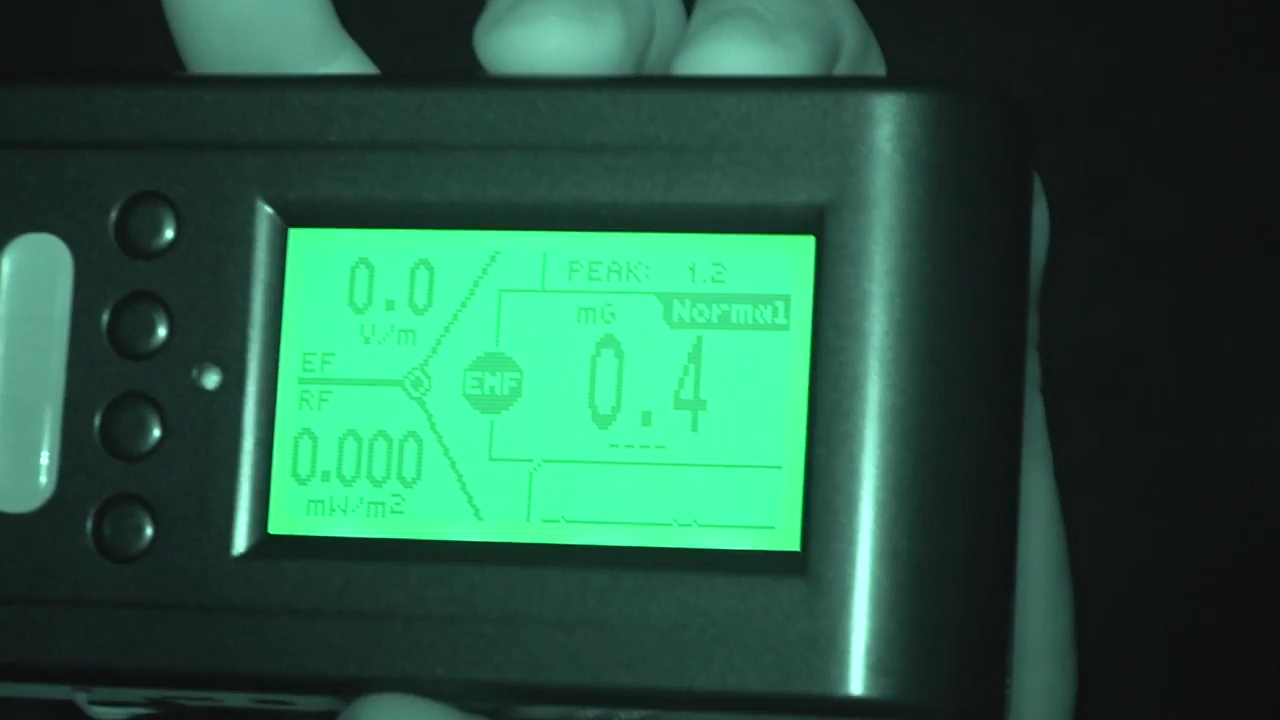 0.0
V/m
EF
RF
0.000
mW/m2
PEAK: 1.2
mG Normal
EMF 0.4
----